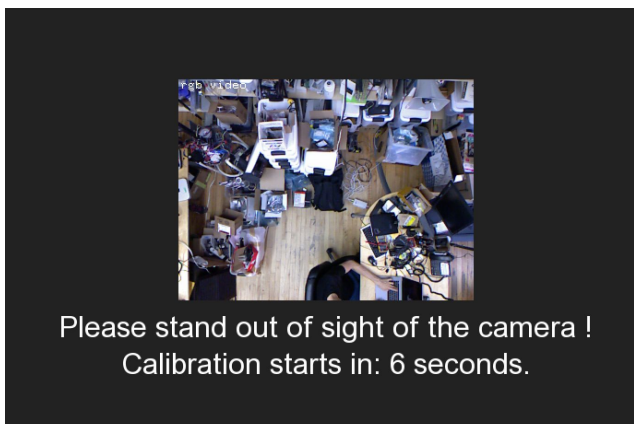 rgb video
Please stand out of sight of the camera !
Calibration starts in: 6 seconds.